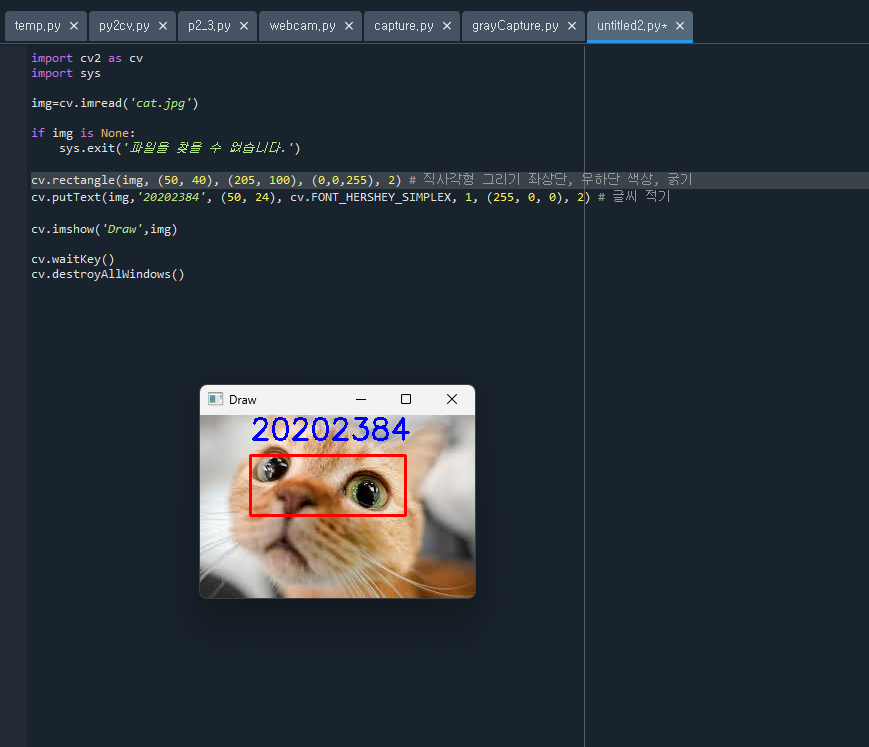 temp.py
py2cv.py
p2_3.py
webcam.py
capture.py
grayCapture.py
untitled2.py*
import cv2 as cv
import sys
img=cv.imread('cat.jpg')
if img is None:
    sys.exit('파일을 찾을 수 없습니다.')
cv.rectangle(img, (50, 40), (205, 100), (0,0,255), 2) # 직사각형 그리기 좌상단, 우하단 색상, 굵기
cv.putText(img,'20202384', (50, 24), cv.FONT_HERSHEY_SIMPLEX, 1, (255, 0, 0), 2) # 글씨 적기
cv.imshow('Draw',img)
cv.waitKey()
cv.destroyAllWindows()
Draw
20202384